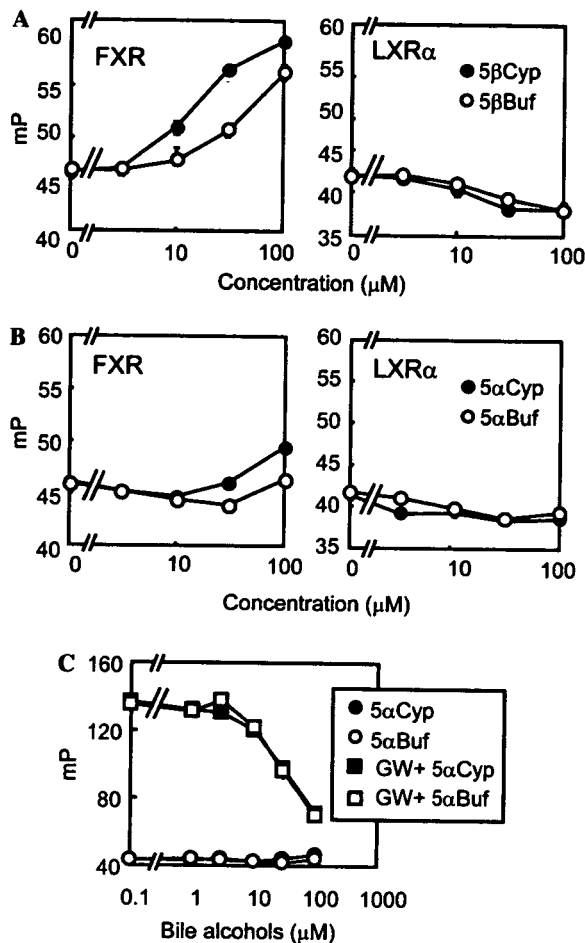 A
FXR
LXRα
5βCyp
5βBuf
mP
60
55
50
45
40
60
55
50
45
40
35
0
10
100
0
10
100
Concentration (μM)
B
FXR
LXRα
5αCyp
5αBuf
mP
60
55
50
45
40
60
55
50
45
40
35
0
10
100
0
10
100
Concentration (μM)
C
mP
160
120
80
40
5αCyp
5αBuf
GW+ 5αCyp
GW+ 5αBuf
0.1
1
10
100
1000
Bile alcohols (μM)